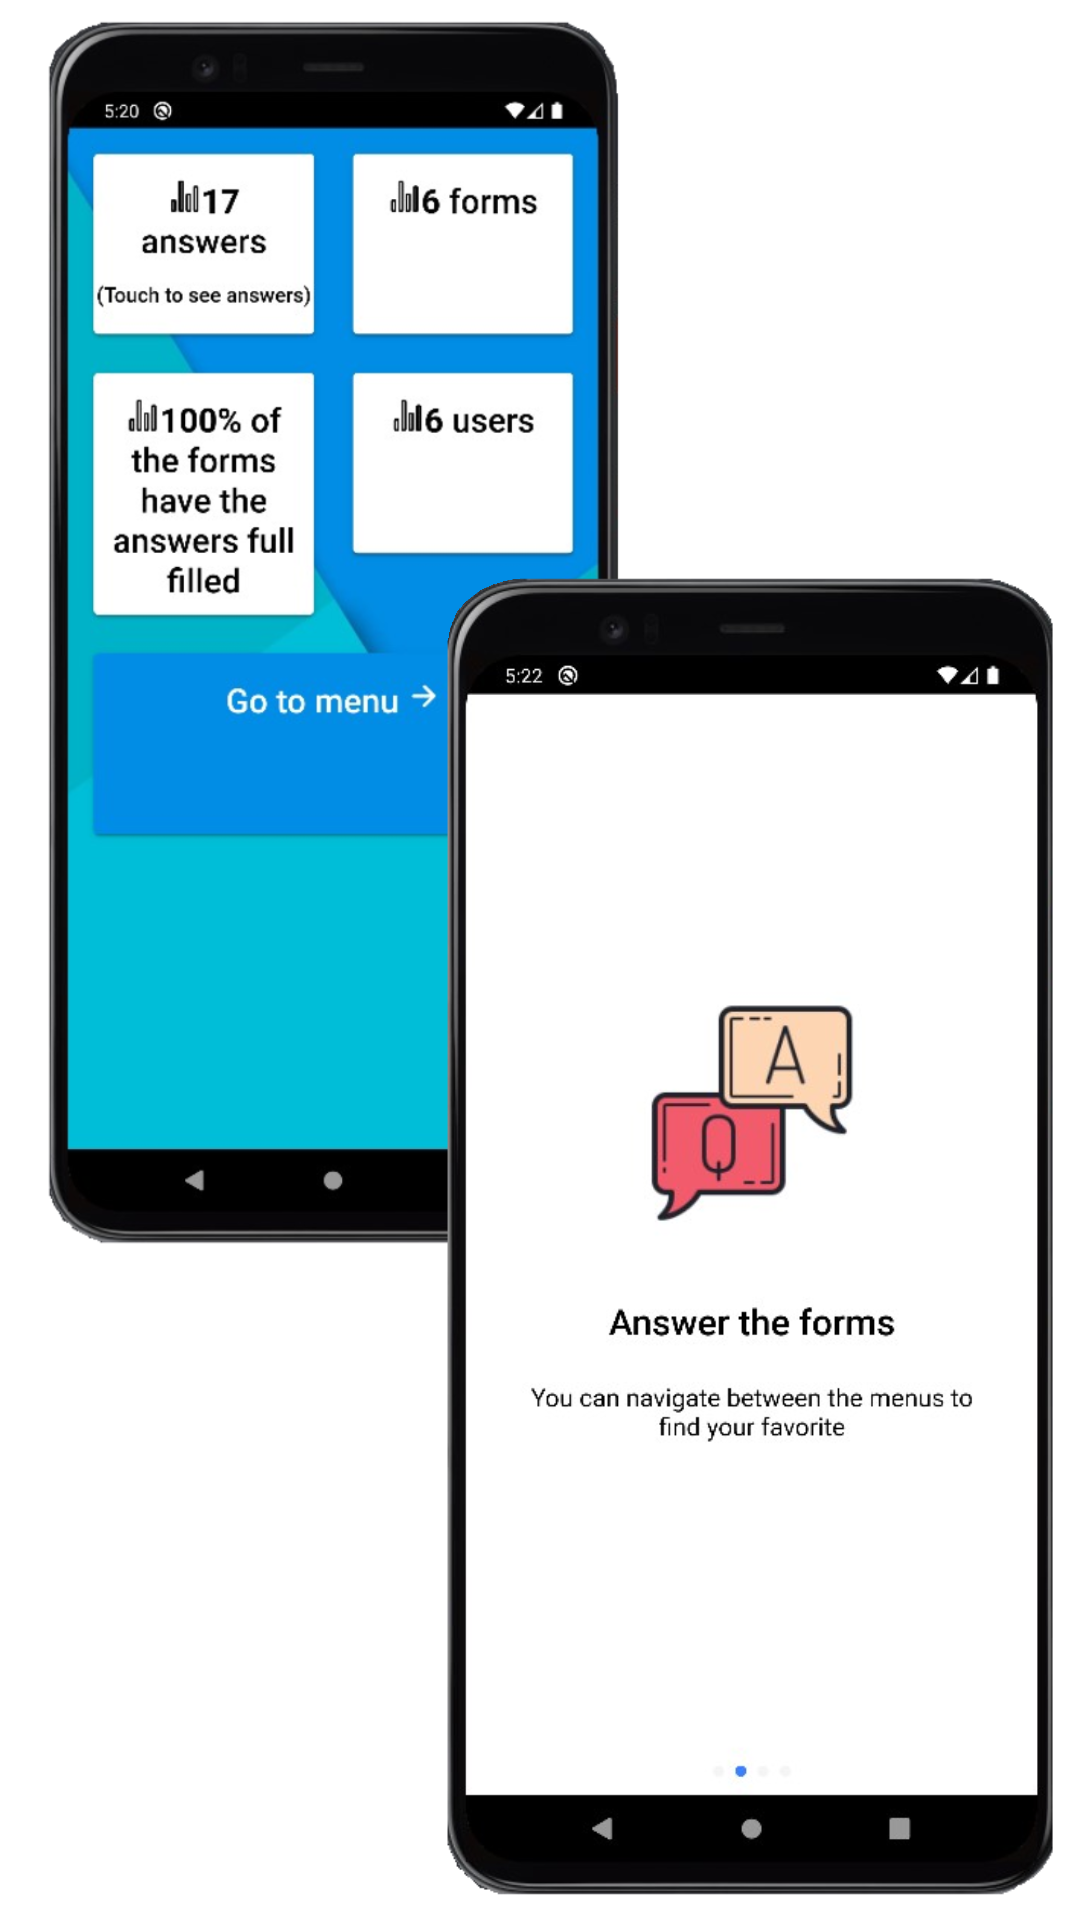 5:20
17
answers
(Touch to see answers)
6 forms
100% of
the forms
have the
answers full
filled
6 users
Go to menu →
5:22
A
Q
Answer the forms
You can navigate between the menus to
find your favorite